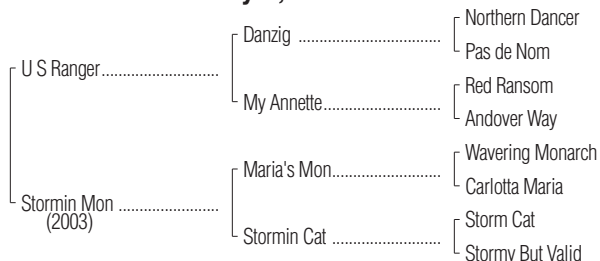 Northern Dancer
Danzig ..................................
Pas de Nom
U S Ranger............................
Red Ransom
My Annette............................
Andover Way
Wavering Monarch
Maria's Mon..........................
Carlotta Maria
Stormin Mon ........................
(2003)
Storm Cat
Stormin Cat ..........................
Stormy But Valid